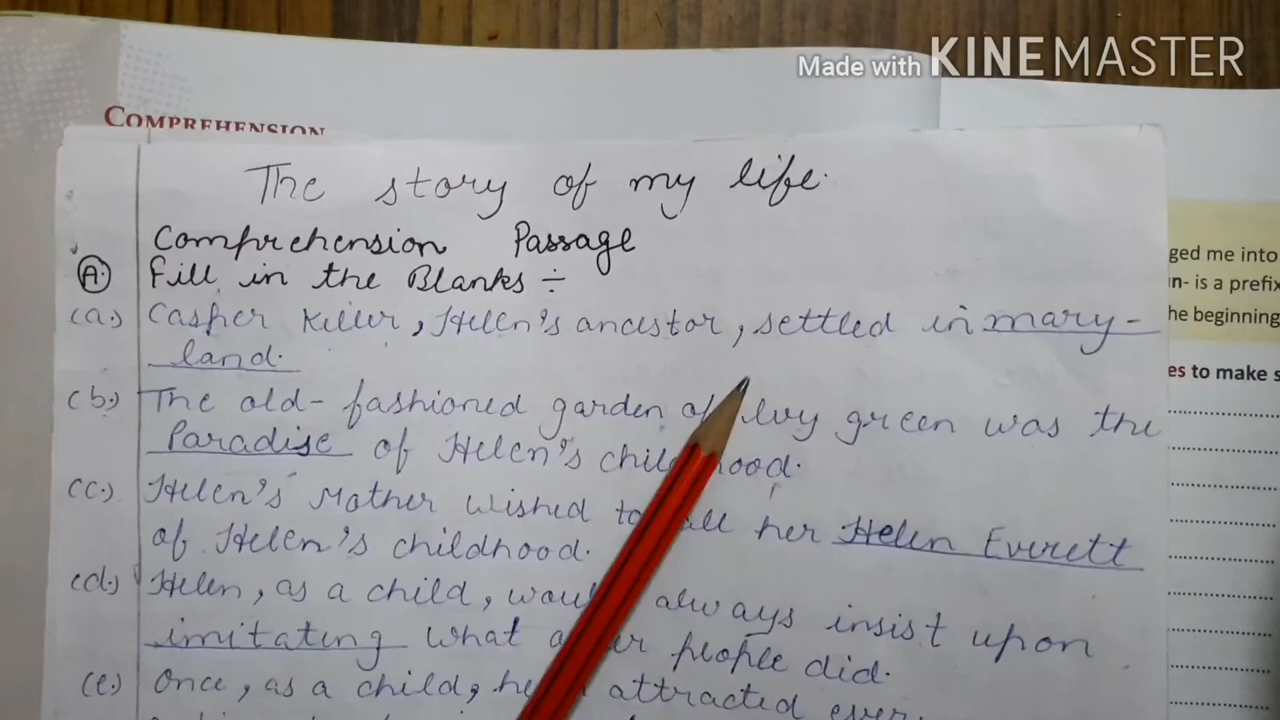 Made with KINEMASTER
COMPREHENSION
The story of my life.
Comprehension Passage
(A) Fill in the Blanks ÷
(a.) Casper Killer, Helen's ancestor, settled in mary-
land.
(b.) The old-fashioned garden of Ivy green was the
Paradise of Helen's childhood.
(c.) Helen's Mother wished to call her Helen Everett
of Helen's childhood.
(d.) Helen, as a child, would always insist upon
imitating what other people did.
(e.) Once, as a child, attracted
ged me into
n- is a prefix
he beginning
es to make s